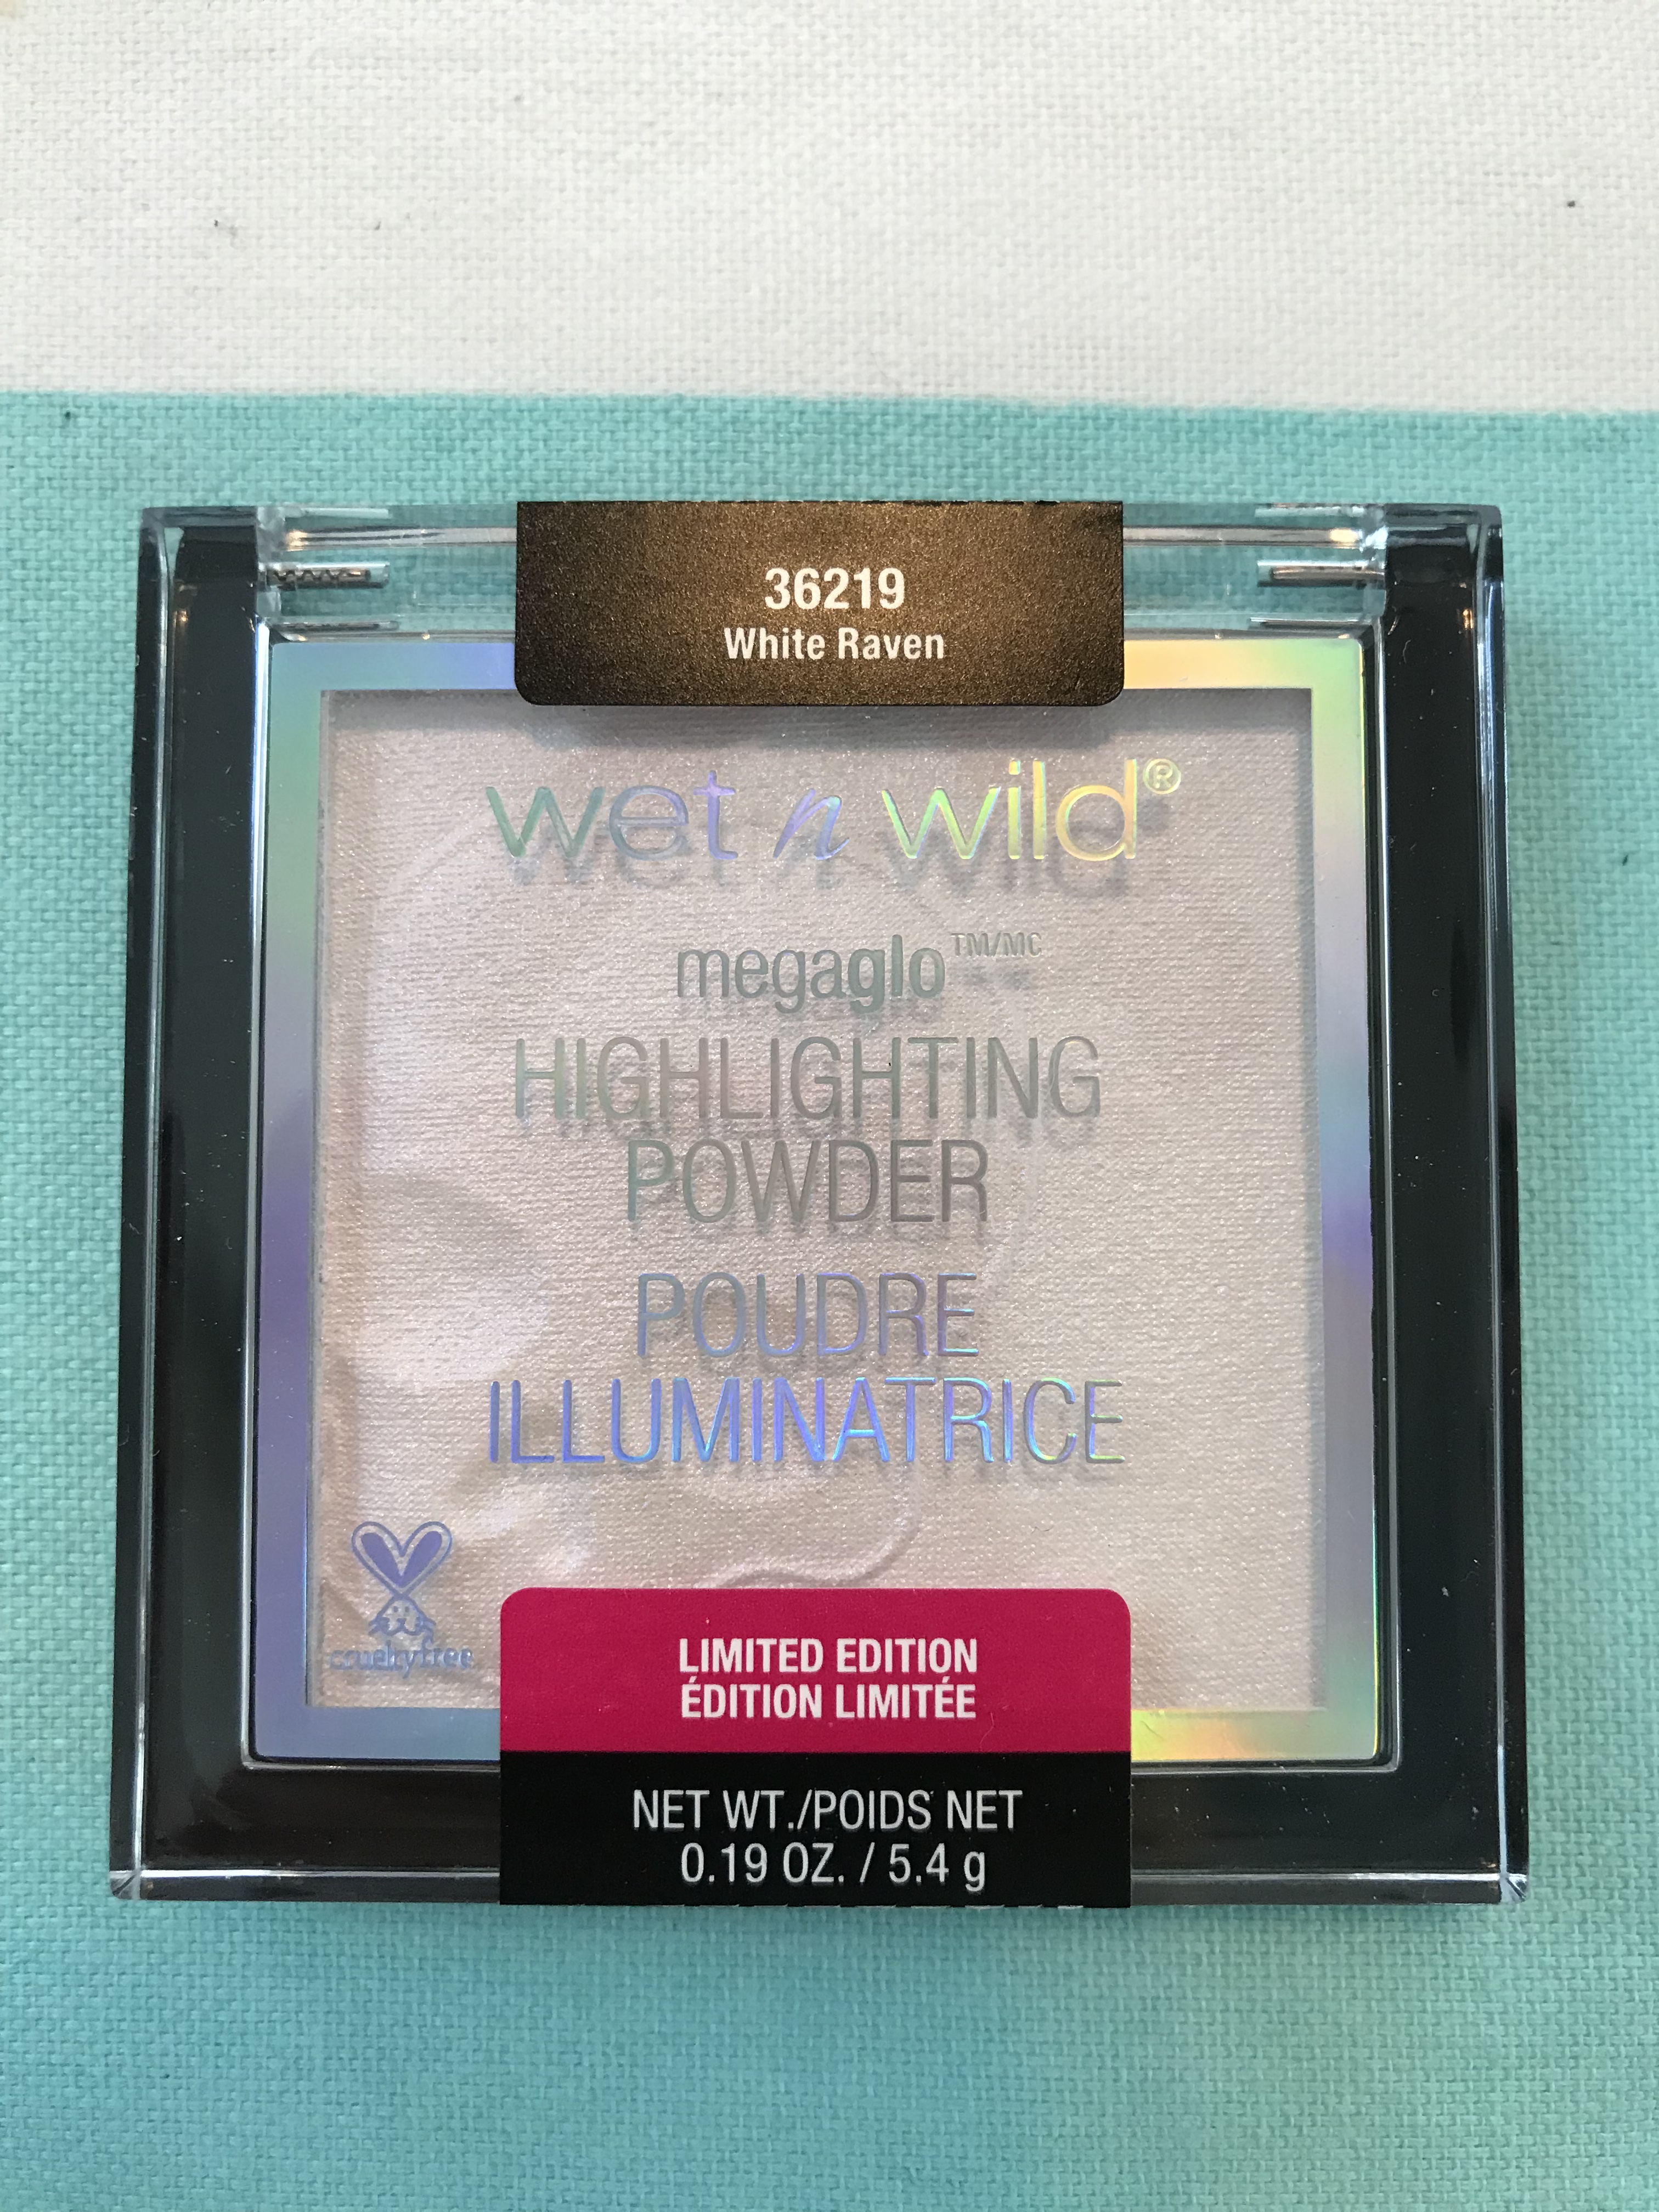 36219
White Raven
wet n wild®
megaglo™/MC
HIGHLIGHTING
POWDER
POUDRE
ILLUMINATRICE
crueltyfree
LIMITED EDITION
ÉDITION LIMITÉE
NET WT./POIDS NET
0.19 OZ. / 5.4 g